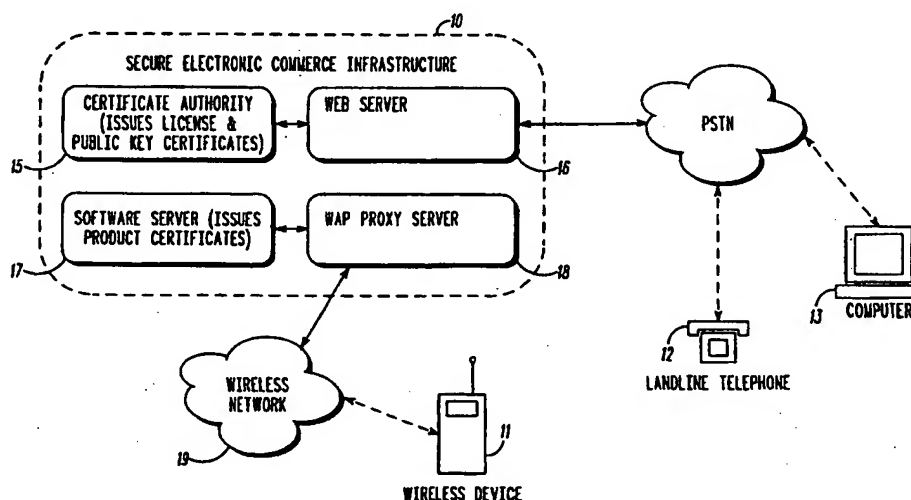 10
SECURE ELECTRONIC COMMERCE INFRASTRUCTURE
CERTIFICATE AUTHORITY
(ISSUES LICENSE &
PUBLIC KEY CERTIFICATES)
15
WEB SERVER
16
PSTN
SOFTWARE SERVER (ISSUES
PRODUCT CERTIFICATES)
17
WAP PROXY SERVER
18
13
COMPUTER
12
LANDLINE TELEPHONE
WIRELESS
NETWORK
19
11
WIRELESS DEVICE